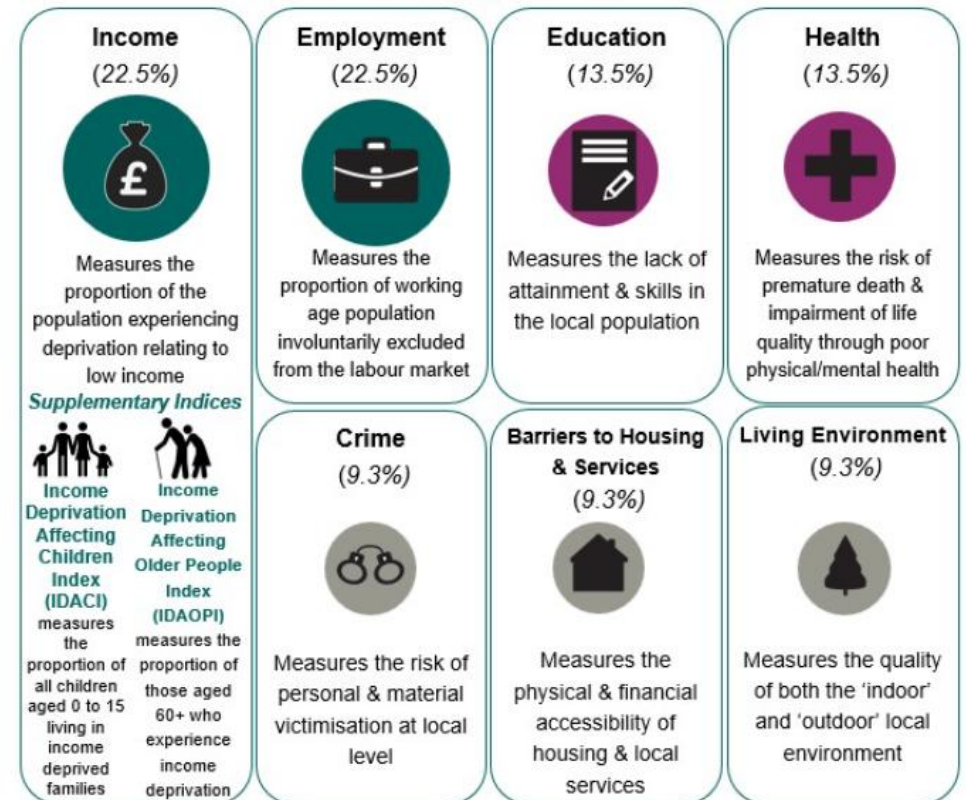 Income
(22.5%)
£
Measures the
proportion of the
population experiencing
deprivation relating to
low income
Supplementary Indices
Income
Deprivation
Affecting
Children
Index
(IDACI)
measures
the
proportion of
all children
aged 0 to 15
living in
income
deprived
families
Income
Deprivation
Affecting
Older People
Index
(IDAOPI)
measures the
proportion of
those aged
60+ who
experience
income
deprivation
Employment
(22.5%)
Measures the
proportion of working
age population
involuntarily excluded
from the labour market
Education
(13.5%)
Measures the lack of
attainment & skills in
the local population
Health
(13.5%)
Measures the risk of
premature death &
impairment of life
quality through poor
physical/mental health
Crime
(9.3%)
Measures the risk of
personal & material
victimisation at local
level
Barriers to Housing
& Services
(9.3%)
Measures the
physical & financial
accessibility of
housing & local
services
Living Environment
(9.3%)
Measures the quality
of both the ‘indoor’
and ‘outdoor’ local
environment